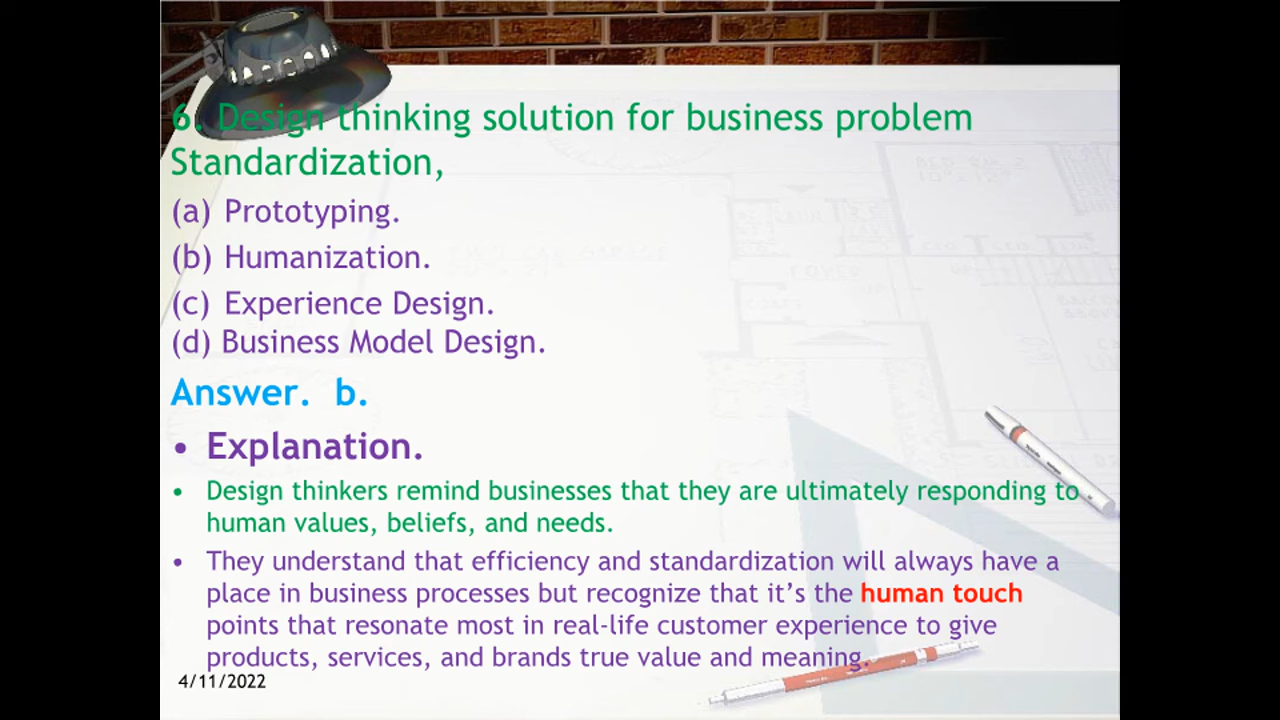 6. Design thinking solution for business problem
Standardization,
(a) Prototyping.
(b) Humanization.
(c) Experience Design.
(d) Business Model Design.
Answer. b.
• Explanation.
• Design thinkers remind businesses that they are ultimately responding to
human values, beliefs, and needs.
• They understand that efficiency and standardization will always have a
place in business processes but recognize that it’s the human touch
points that resonate most in real-life customer experience to give
products, services, and brands true value and meaning.
4/11/2022